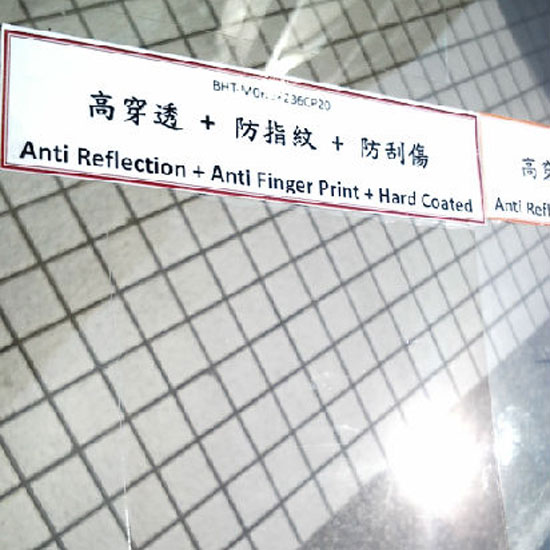 高穿透 + 防指紋 + 防刮傷
Anti Reflection + Anti Finger Print + Hard Coated
高穿
Anti Refl